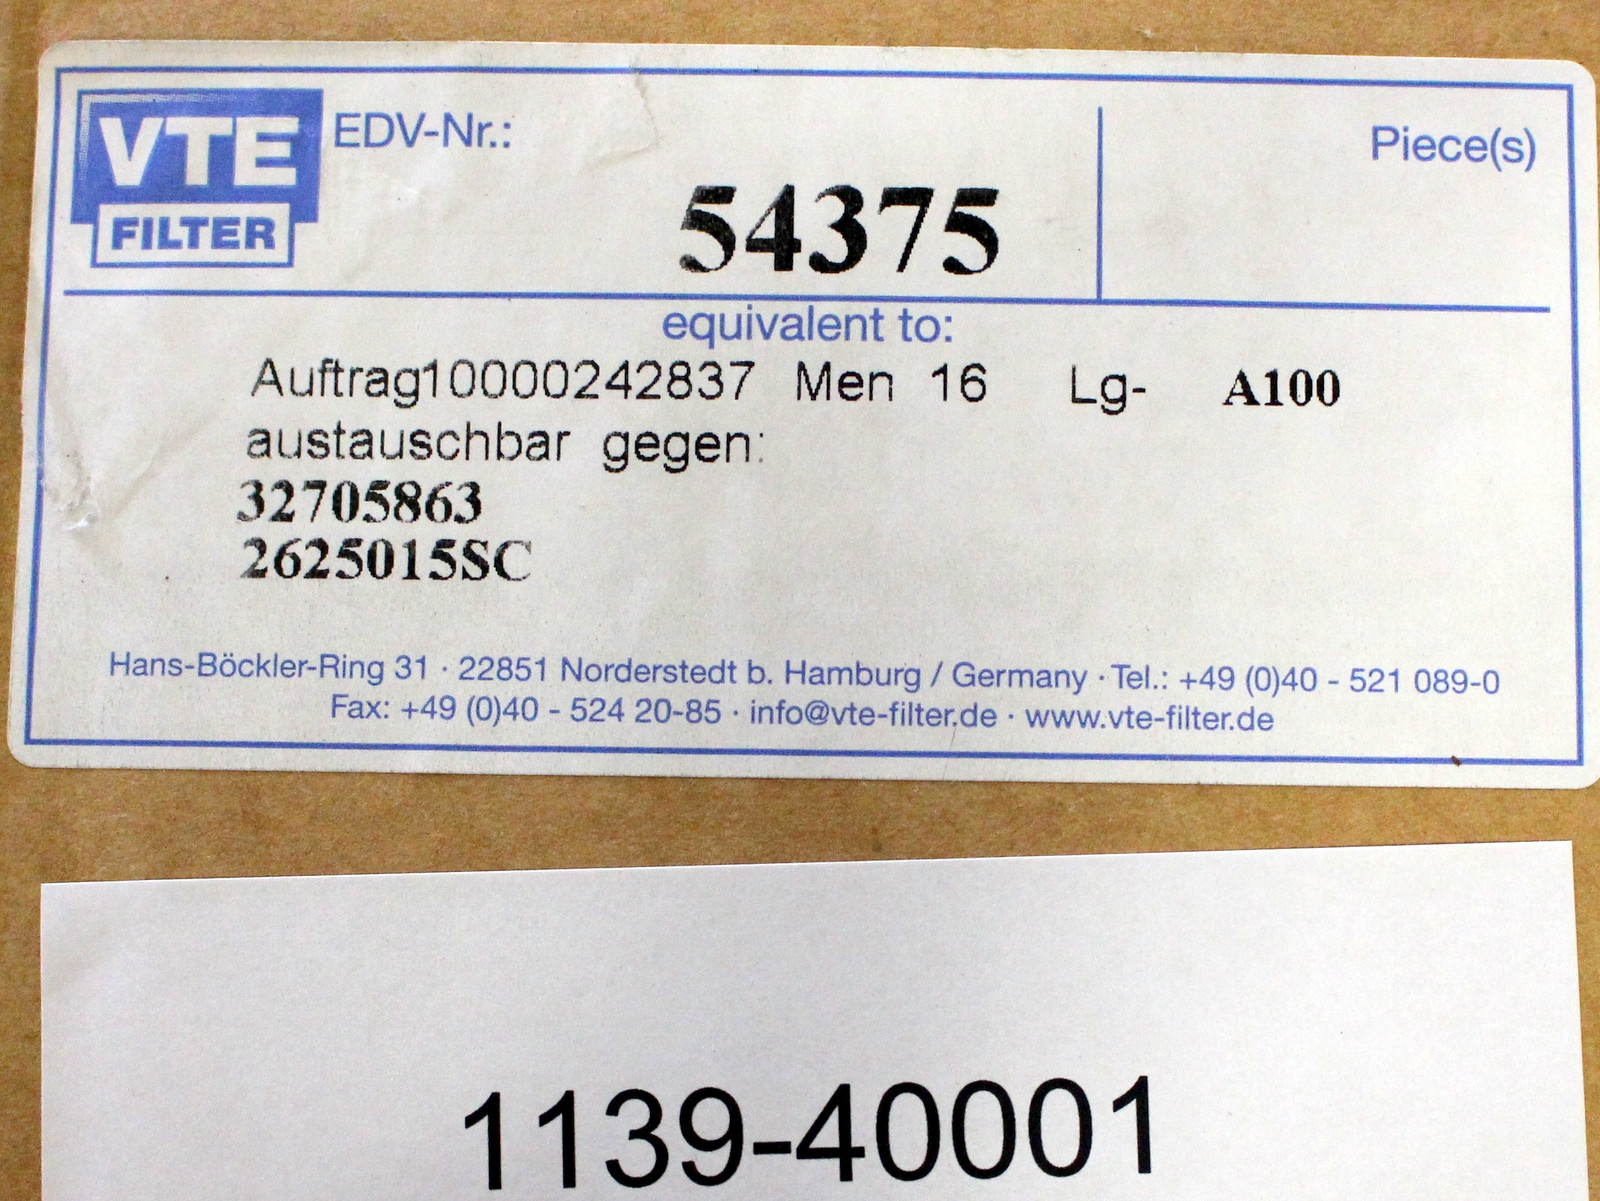 VTE
FILTER
EDV-Nr.:
54375
Piece(s)
equivalent to:
Auftrag10000242837 Men 16 Lg- A100
austauschbar gegen:
32705863
2625015SC
Hans-Böckler-Ring 31 · 22851 Norderstedt b. Hamburg / Germany · Tel.: +49 (0)40 - 521 089-0
Fax: +49 (0)40 - 524 20-85 · info@vte-filter.de · www.vte-filter.de
1139-40001